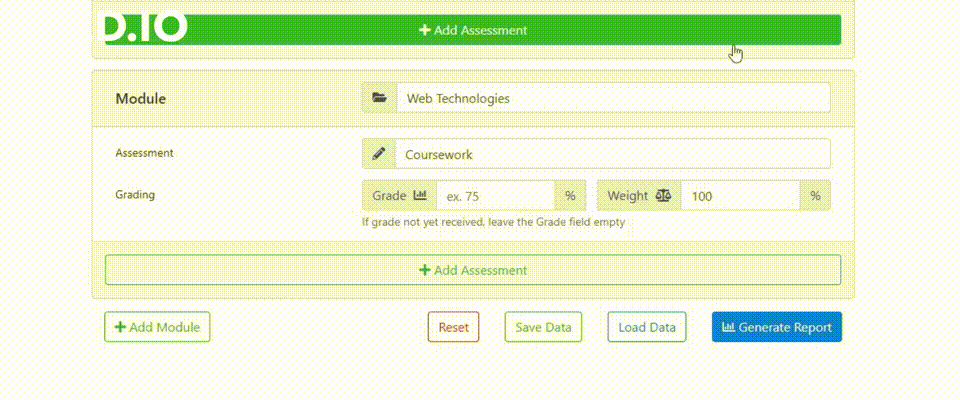 D.IO
Add Assessment
Module
Web Technologies
Assessment
Coursework
Grading
Grade
ex. 75
%
Weight
100
%
If grade not yet received, leave the Grade field empty
Add Assessment
Add Module
Reset
Save Data
Load Data
Generate Report